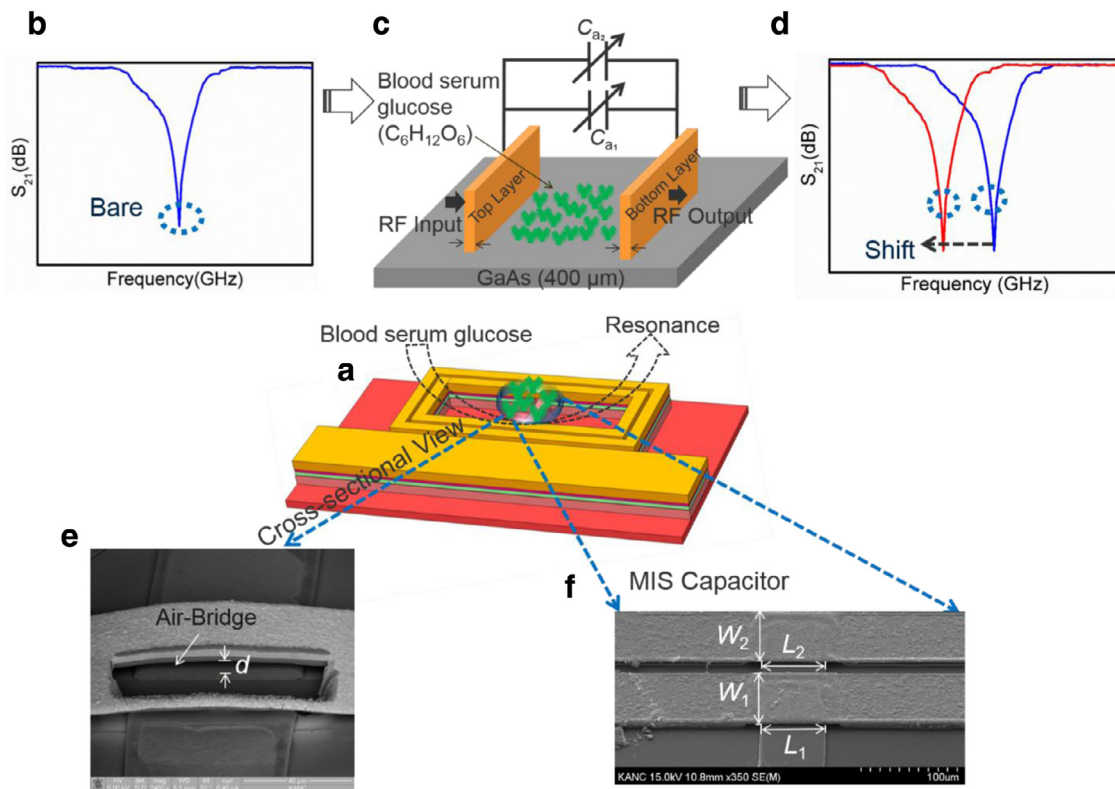 b
S21(dB)
Bare
Frequency(GHz)
c
Ca2
Ca1
Blood serum
glucose
(C6H12O6)
Top Layer
Bottom Layer
RF Input
RF Output
GaAs (400 μm)
d
S21(dB)
Shift
Frequency (GHz)
a
Blood serum glucose
Resonance
Cross-sectional View
e
Air-Bridge
d
f
MIS Capacitor
W2
L2
W1
L1
KANC 15.0kV 10.8mm x350 SE(M)
100um